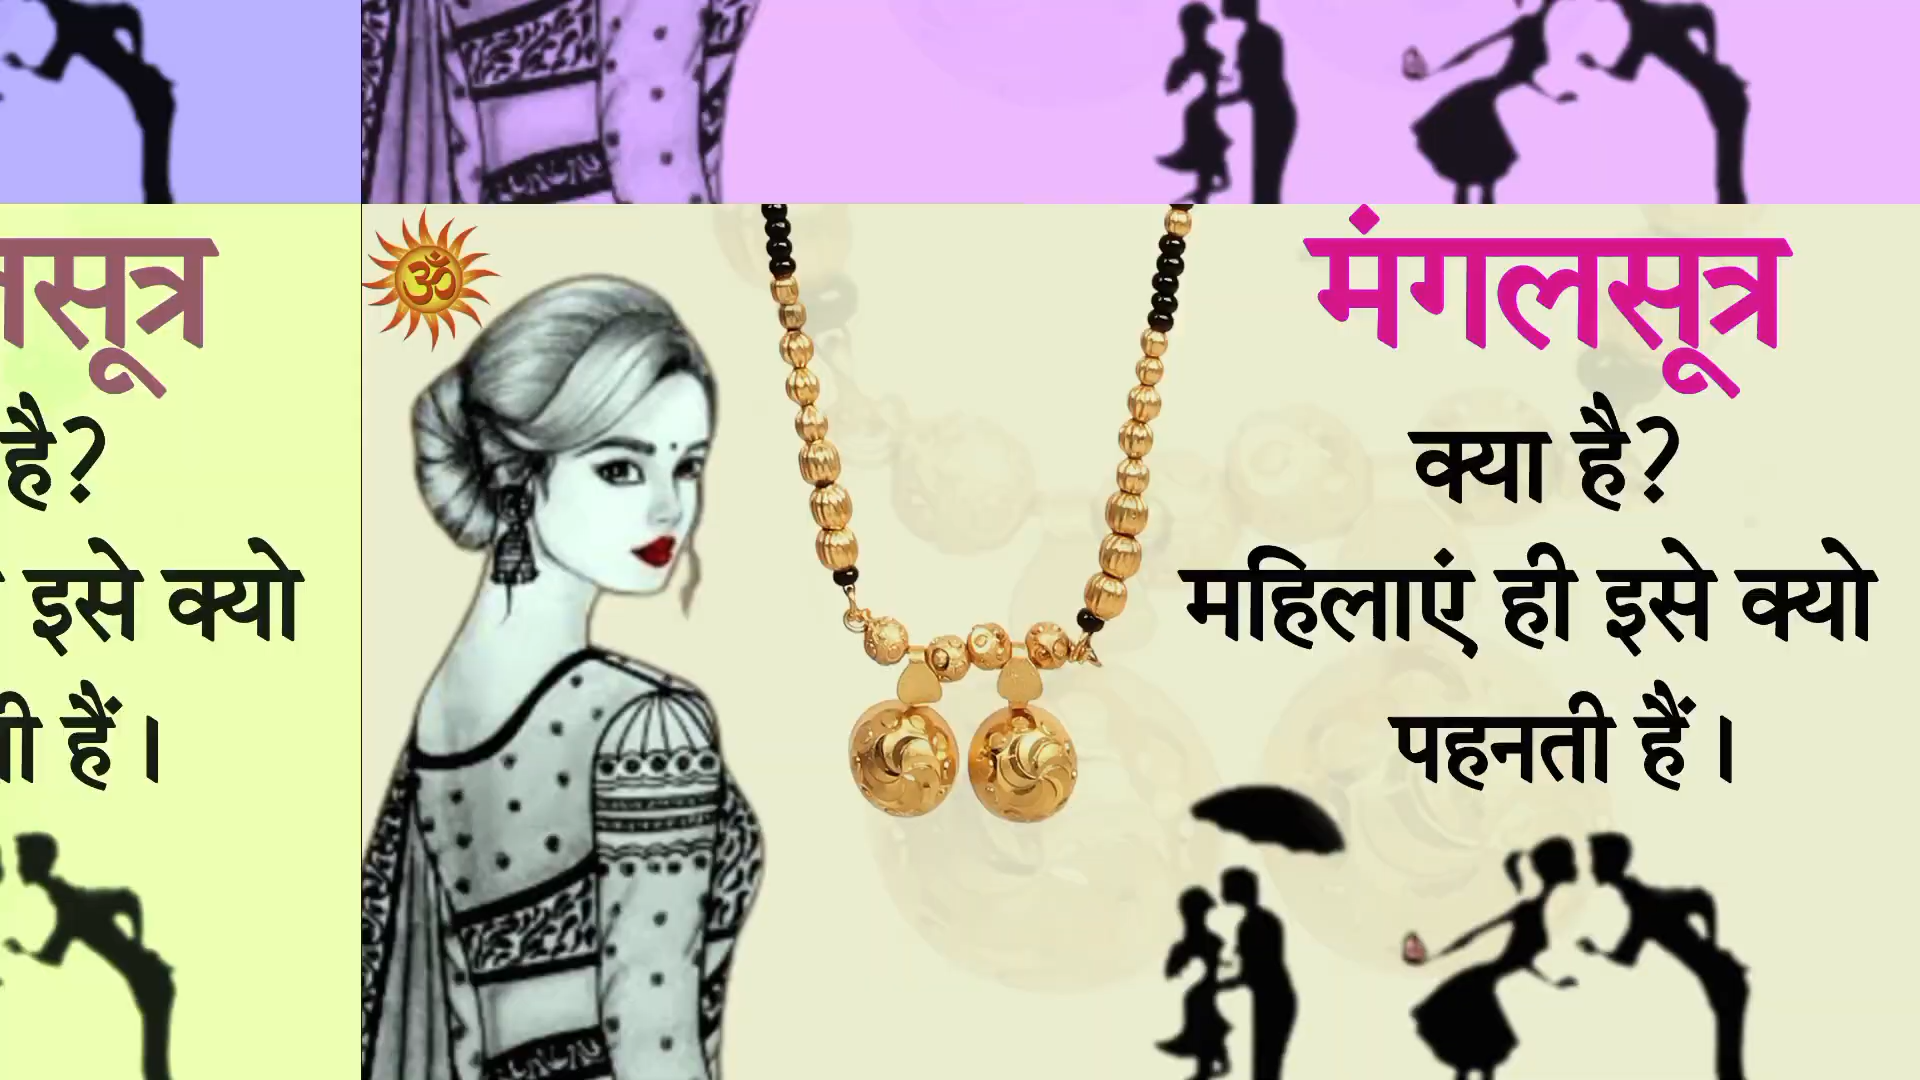 मंगलसूत्र
क्या है?
महिलाएं ही इसे क्यो
पहनती हैं।
है?
इसे क्यो
हैं।
ॐ